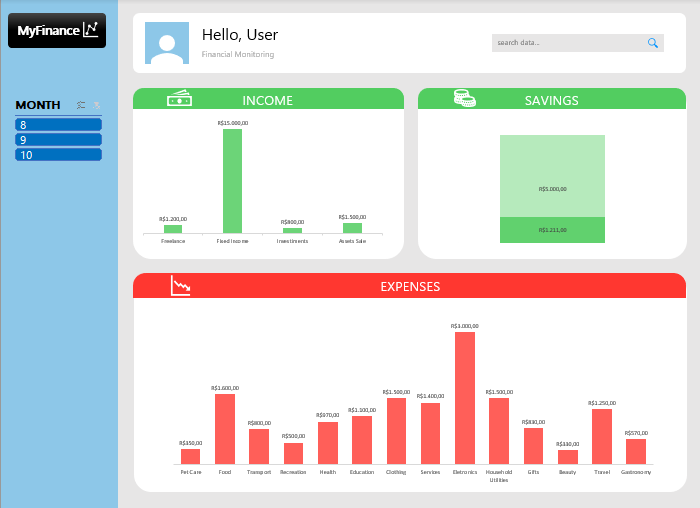 MyFinance
Hello, User
Financial Monitoring
search data...
MONTH
8
9
10
INCOME
R$15.000,00
R$1.200,00
R$800,00
R$1.500,00
Freelance
Fixed Income
Investiments
Assets Sale
SAVINGS
R$5.000,00
R$1.211,00
EXPENSES
R$350,00
R$1.600,00
R$800,00
R$500,00
R$970,00
R$1.100,00
R$1.500,00
R$1.400,00
R$3.000,00
R$1.500,00
R$830,00
R$330,00
R$1.250,00
R$570,00
Pet Care
Food
Transport
Recreation
Health
Education
Clothing
Services
Eletronics
Household
Utilities
Gifts
Beauty
Travel
Gastronomy